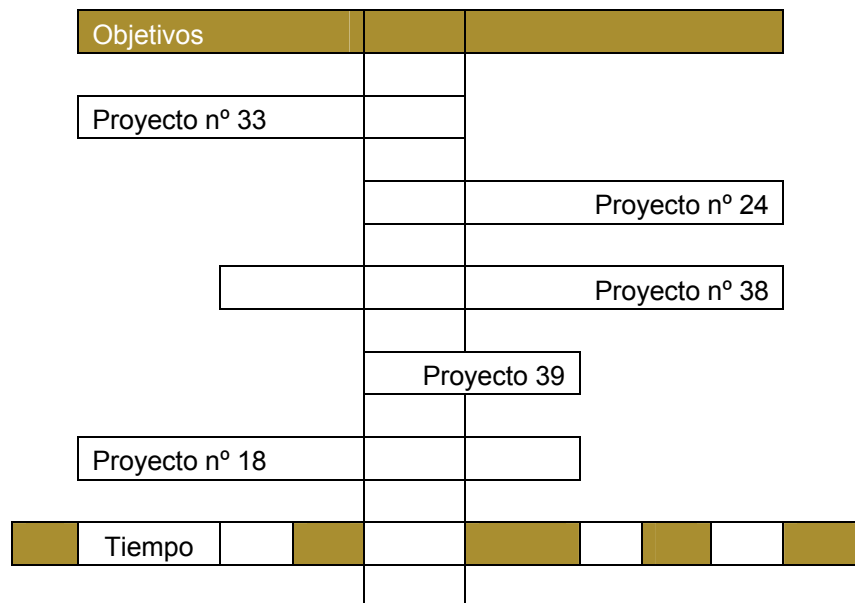 Objetivos
Proyecto nº 33
Proyecto nº 24
Proyecto nº 38
Proyecto 39
Proyecto nº 18
Tiempo